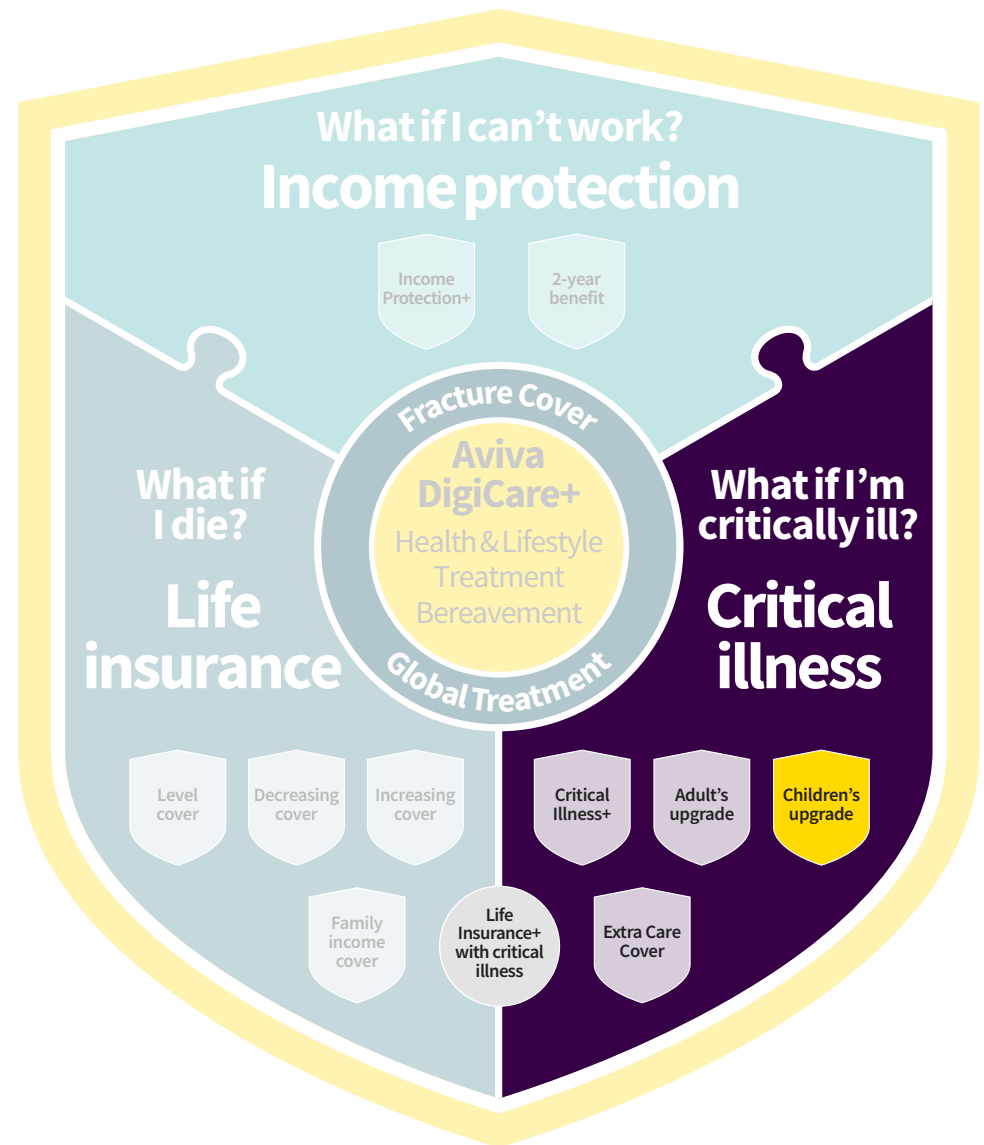 What if I can’t work?
Income protection
Income
Protection+
2-year
benefit
Fracture Cover
Aviva
DigiCare+
Health & Lifestyle
Treatment
Bereavement
Global Treatment
What if
I die?
Life
insurance
What if I’m
critically ill?
Critical
illness
Level
cover
Decreasing
cover
Increasing
cover
Critical
Illness+
Adult’s
upgrade
Children’s
upgrade
Family
income
cover
Life
Insurance+
with critical
illness
Extra Care
Cover